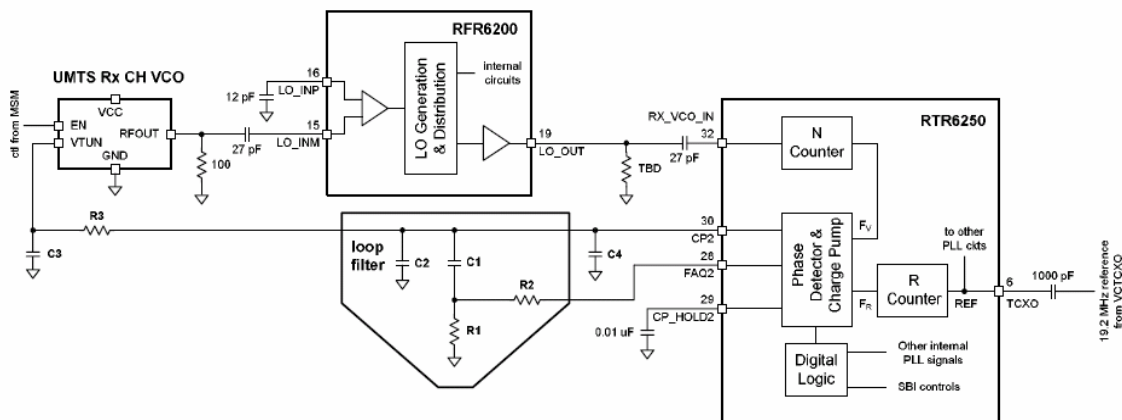 RFR6200
UMTS Rx CH VCO
VCC
EN
RFOUT
VTUN
GND
ctl from MSM
100
27 pF
12 pF
16
LO_INP
15
LO_INM
LO Generation
& Distribution
internal
circuits
19
LO_OUT
TBD
RX_VCO_IN
27 pF
32
RTR6250
N
Counter
R3
C3
loop
filter
C2
C1
R2
R1
C4
30
CP2
28
FAQ2
29
CP_HOLD2
0.01 uF
Phase
Detector &
Charge Pump
FV
FR
R
Counter
to other
PLL ckts
REF
6
TCXO
1000 pF
19.2 MHz reference
from VCTCXO
Digital
Logic
Other internal
PLL signals
SBI controls